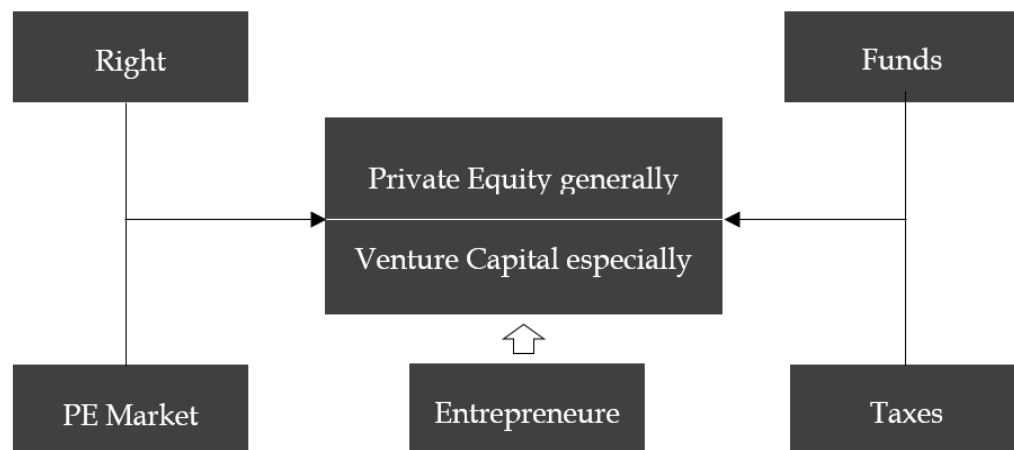 Right
Funds
Private Equity generally
Venture Capital especially
PE Market
Entrepreneure
Taxes